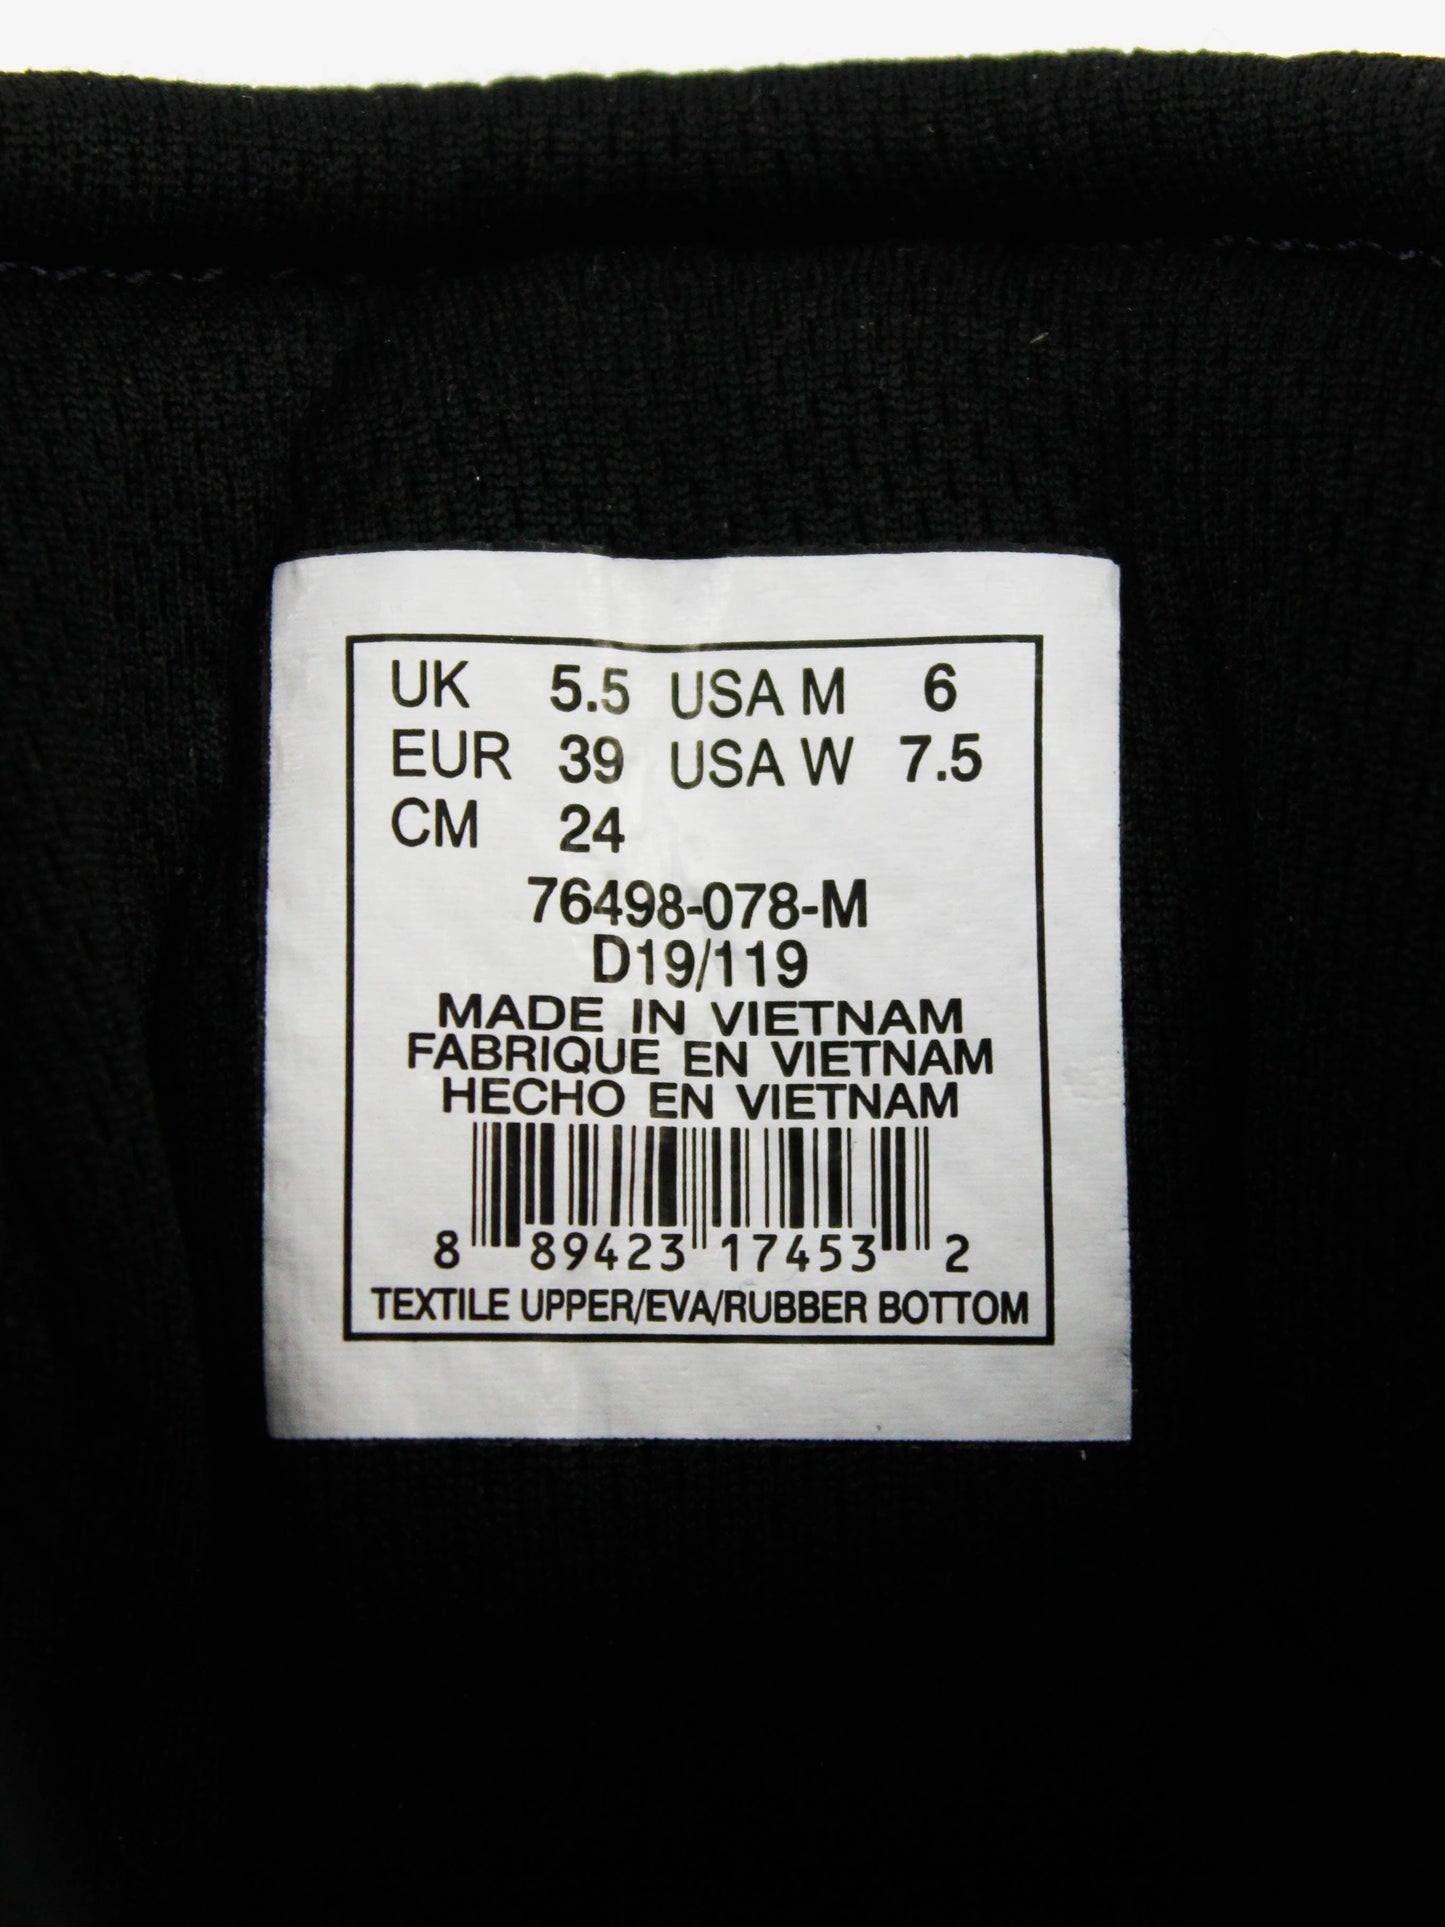 UK 5.5 USA M 6
EUR 39 USA W 7.5
CM 24
76498-078-M
D19/119
MADE IN VIETNAM
FABRIQUE EN VIETNAM
HECHO EN VIETNAM
8 89423 17453 2
TEXTILE UPPER/EVA/RUBBER BOTTOM